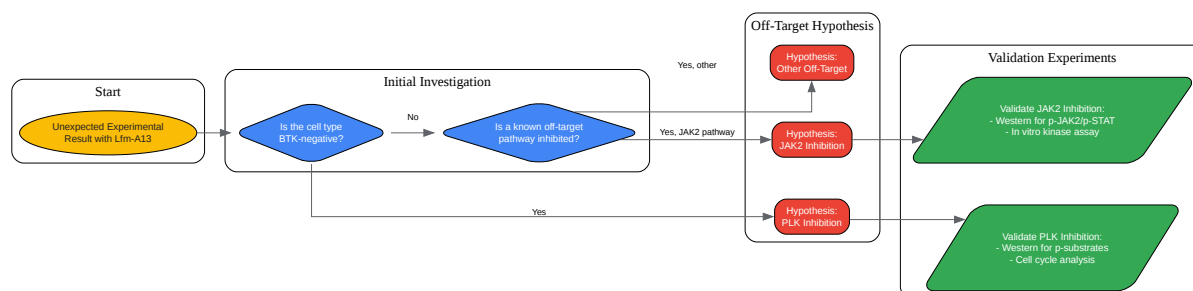 Start
Unexpected Experimental
Result with Lfm-A13
Initial Investigation
Is the cell type
BTK-negative?
No
Is a known off-target
pathway inhibited?
Yes, other
Yes, JAK2 pathway
Yes
Off-Target Hypothesis
Hypothesis:
Other Off-Target
Hypothesis:
JAK2 Inhibition
Hypothesis:
PLK Inhibition
Validation Experiments
Validate JAK2 Inhibition:
- Western for p-JAK2/p-STAT
- In vitro kinase assay
Validate PLK Inhibition:
- Western for p-substrates
- Cell cycle analysis